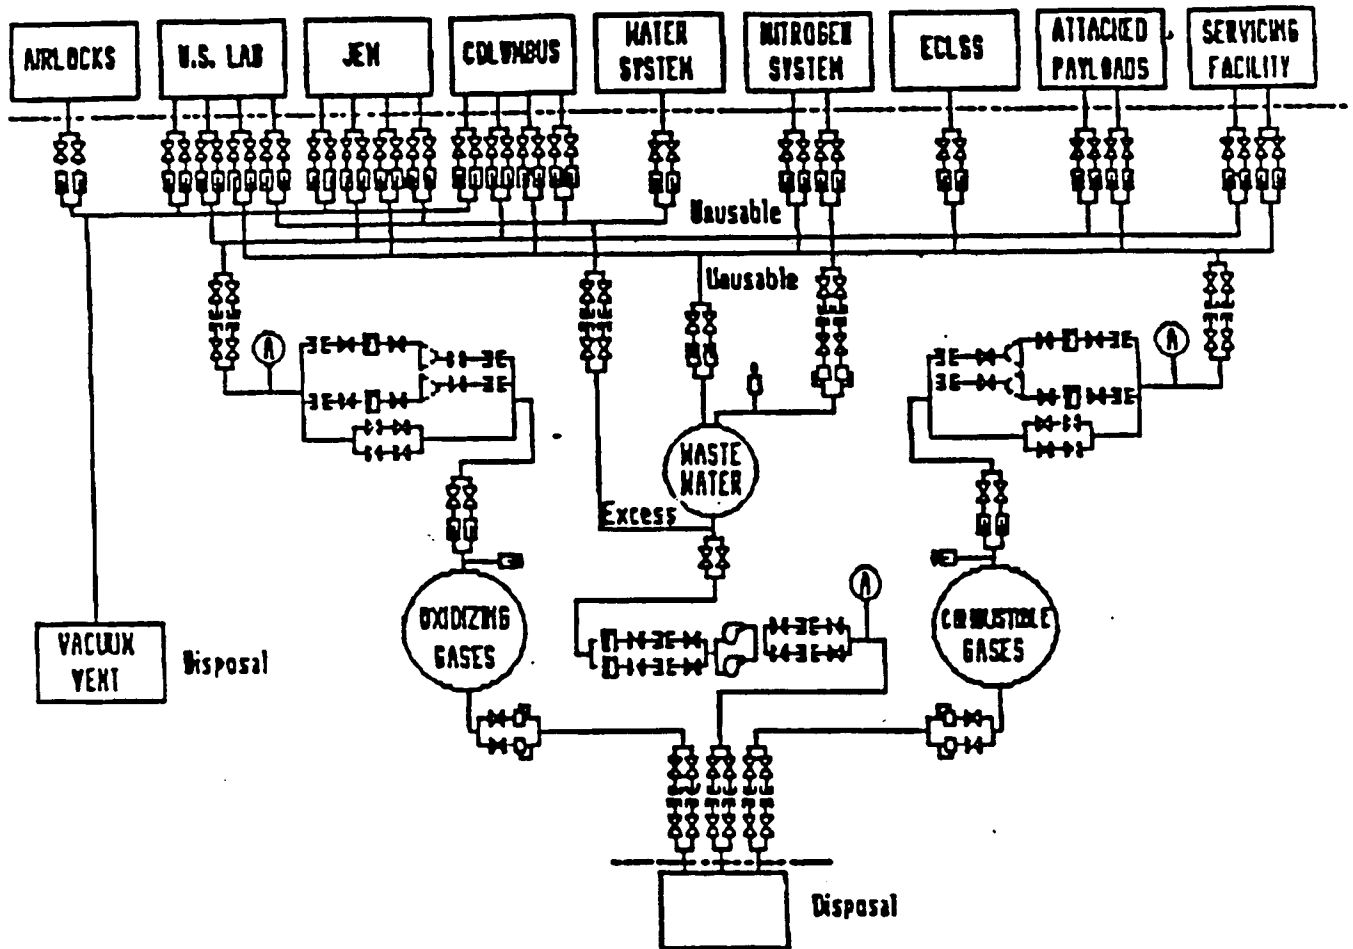 AIRLOCKS
U.S. LAB
JEM
COLUMBUS
WATER
SYSTEM
NITROGEN
SYSTEM
ECLSS
ATTACHED
PAYLOADS
SERVICING
FACILITY
Unusable
Unusable
A
A
WASTE
WATER
Excess
A
OXIDIZING
GASES
COMBUSTIBLE
GASES
VACUUM
VENT
Disposal
Disposal